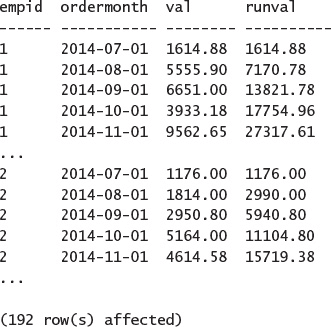 empid  ordermonth  val     runval
------ ----------- ------- ----------
1      2014-07-01  1614.88 1614.88
1      2014-08-01  5555.90 7170.78
1      2014-09-01  6651.00 13821.78
1      2014-10-01  3933.18 17754.96
1      2014-11-01  9562.65 27317.61
...
2      2014-07-01  1176.00 1176.00
2      2014-08-01  1814.00 2990.00
2      2014-09-01  2950.80 5940.80
2      2014-10-01  5164.00 11104.80
2      2014-11-01  4614.58 15719.38
...
(192 row(s) affected)